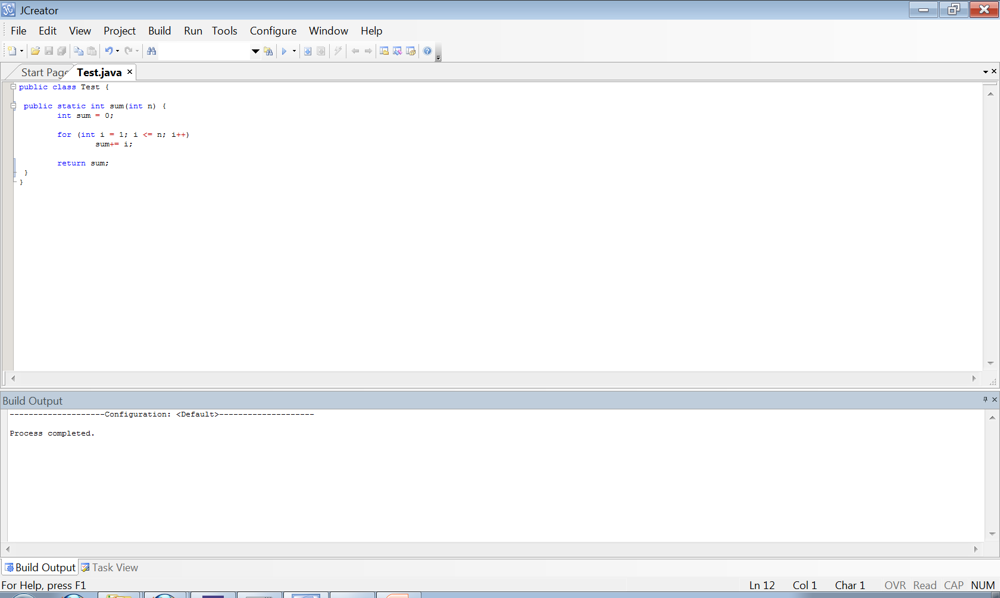 JCreator
File Edit View Project Build Run Tools Configure Window Help
Start Page Test.java
public class Test {
public static int sum(int n) {
int sum = 0;
for (int i = 1; i <= n; i++)
sum+= i;
return sum;
}
}
Build Output
--------------------Configuration: <Default>--------------------
Process completed.
Build Output Task View
For Help, press F1 Ln 12 Col 1 Char 1 OVR Read CAP NUM